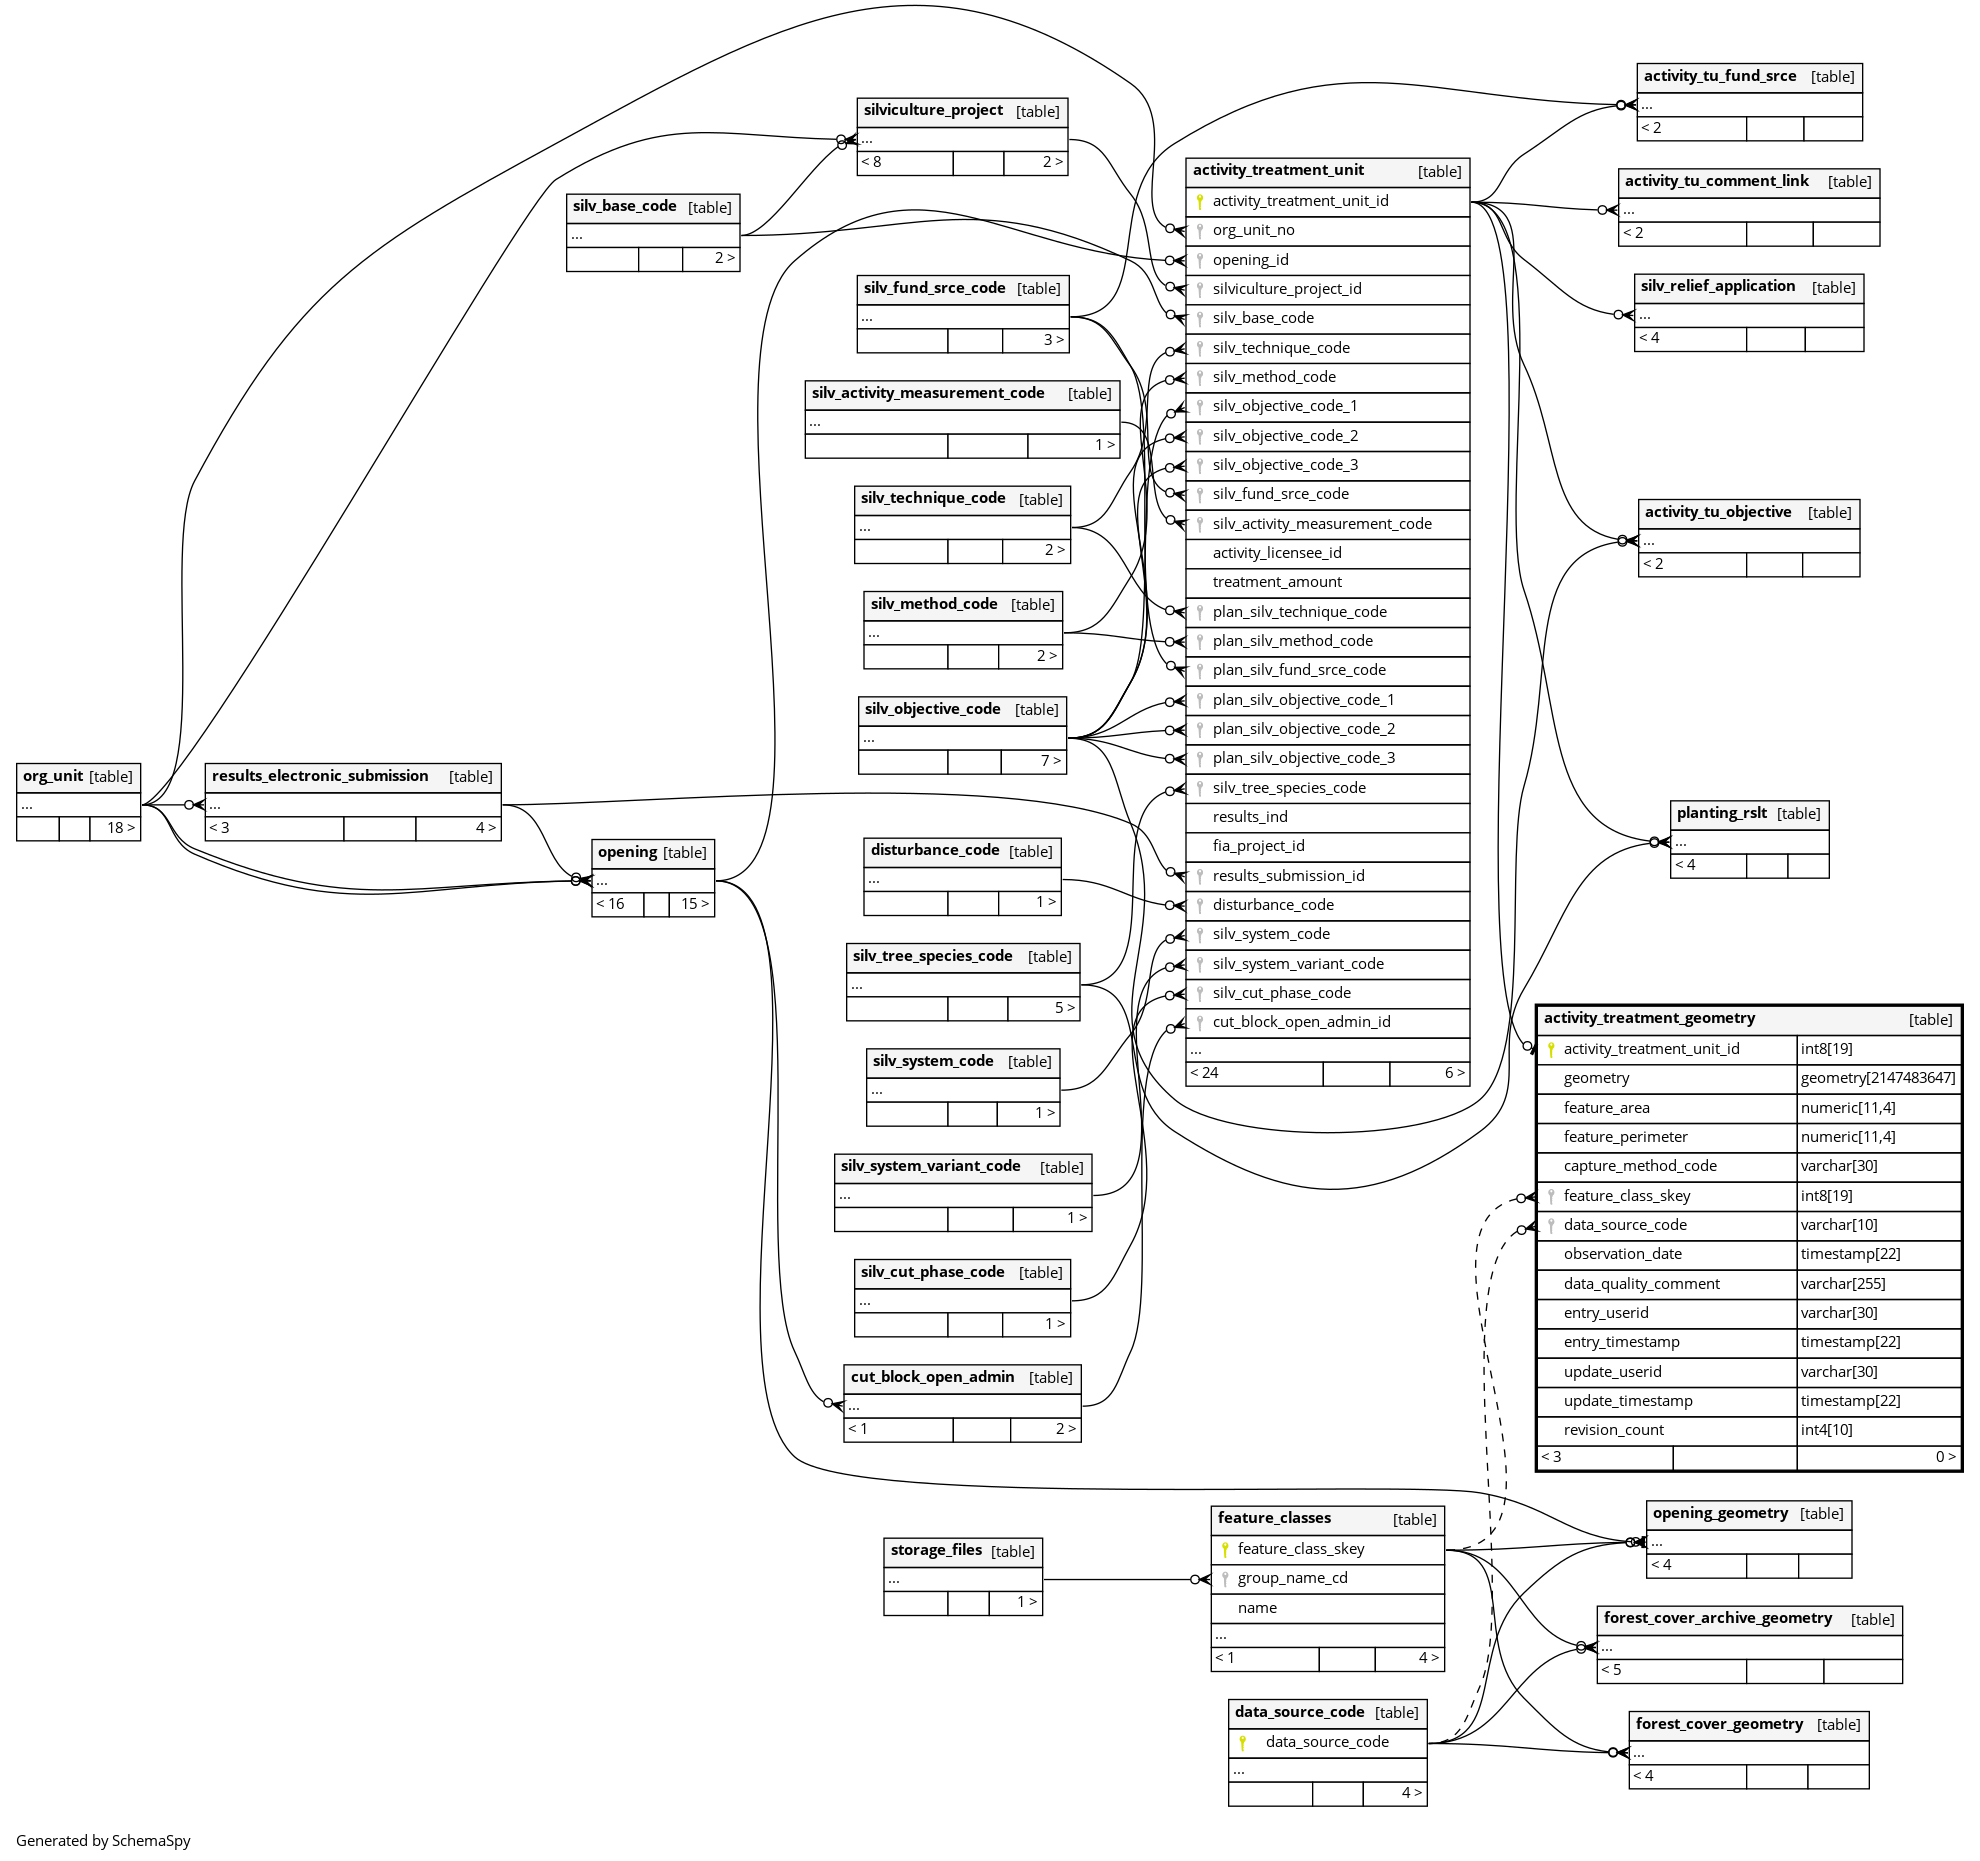 org_unit [table]
...
18 >
results_electronic_submission [table]
...
< 3 4 >
silv_base_code [table]
...
2 >
opening [table]
...
< 16 15 >
silviculture_project [table]
...
< 8 2 >
silv_fund_srce_code [table]
...
3 >
silv_activity_measurement_code [table]
...
1 >
silv_technique_code [table]
...
2 >
silv_method_code [table]
...
2 >
silv_objective_code [table]
...
7 >
disturbance_code [table]
...
1 >
silv_tree_species_code [table]
...
5 >
silv_system_code [table]
...
1 >
silv_system_variant_code [table]
...
1 >
silv_cut_phase_code [table]
...
1 >
cut_block_open_admin [table]
...
< 1 2 >
storage_files [table]
...
1 >
activity_treatment_unit [table]
activity_treatment_unit_id
org_unit_no
opening_id
silviculture_project_id
silv_base_code
silv_technique_code
silv_method_code
silv_objective_code_1
silv_objective_code_2
silv_objective_code_3
silv_fund_srce_code
silv_activity_measurement_code
activity_licensee_id
treatment_amount
plan_silv_technique_code
plan_silv_method_code
plan_silv_fund_srce_code
plan_silv_objective_code_1
plan_silv_objective_code_2
plan_silv_objective_code_3
silv_tree_species_code
results_ind
fia_project_id
results_submission_id
disturbance_code
silv_system_code
silv_system_variant_code
silv_cut_phase_code
cut_block_open_admin_id
...
< 24 6 >
feature_classes [table]
feature_class_skey
group_name_cd
name
...
< 1 4 >
data_source_code [table]
data_source_code
...
4 >
activity_tu_fund_srce [table]
...
< 2
activity_tu_comment_link [table]
...
< 2
silv_relief_application [table]
...
< 4
activity_tu_objective [table]
...
< 2
planting_rslt [table]
...
< 4
activity_treatment_geometry [table]
activity_treatment_unit_id int8[19]
geometry geometry[2147483647]
feature_area numeric[11,4]
feature_perimeter numeric[11,4]
capture_method_code varchar[30]
feature_class_skey int8[19]
data_source_code varchar[10]
observation_date timestamp[22]
data_quality_comment varchar[255]
entry_userid varchar[30]
entry_timestamp timestamp[22]
update_userid varchar[30]
update_timestamp timestamp[22]
revision_count int4[10]
< 3 0 >
opening_geometry [table]
...
< 4
forest_cover_archive_geometry [table]
...
< 5
forest_cover_geometry [table]
...
< 4
Generated by SchemaSpy